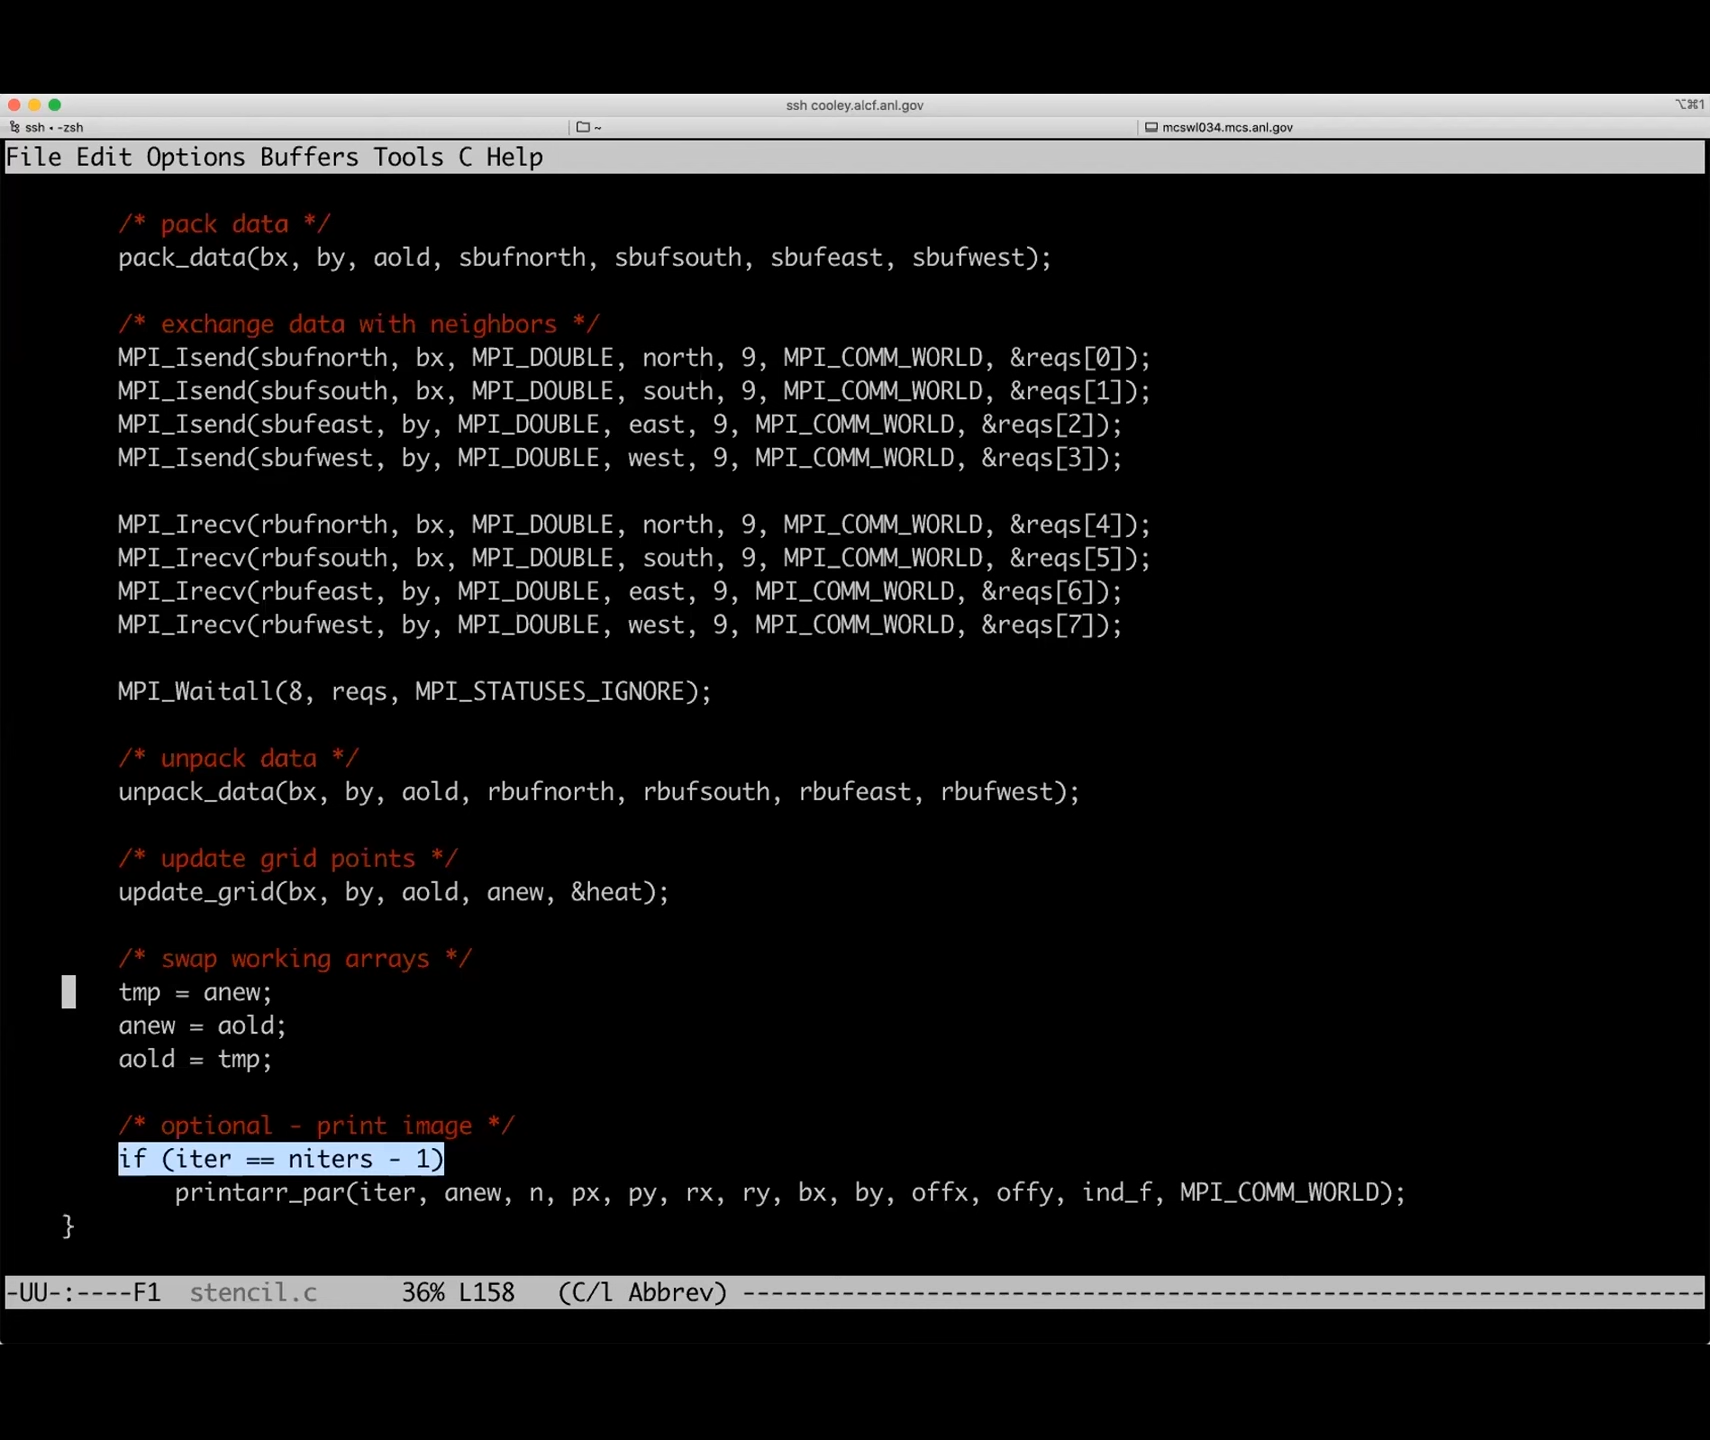 ssh cooley.alcf.anl.gov
⌥⌘1
ssh • -zsh
~
mcswl034.mcs.anl.gov
File Edit Options Buffers Tools C Help
/* pack data */
pack_data(bx, by, aold, sbufnorth, sbufsouth, sbufeast, sbufwest);
/* exchange data with neighbors */
MPI_Isend(sbufnorth, bx, MPI_DOUBLE, north, 9, MPI_COMM_WORLD, &reqs[0]);
MPI_Isend(sbufsouth, bx, MPI_DOUBLE, south, 9, MPI_COMM_WORLD, &reqs[1]);
MPI_Isend(sbufeast, by, MPI_DOUBLE, east, 9, MPI_COMM_WORLD, &reqs[2]);
MPI_Isend(sbufwest, by, MPI_DOUBLE, west, 9, MPI_COMM_WORLD, &reqs[3]);
MPI_Irecv(rbufnorth, bx, MPI_DOUBLE, north, 9, MPI_COMM_WORLD, &reqs[4]);
MPI_Irecv(rbufsouth, bx, MPI_DOUBLE, south, 9, MPI_COMM_WORLD, &reqs[5]);
MPI_Irecv(rbufeast, by, MPI_DOUBLE, east, 9, MPI_COMM_WORLD, &reqs[6]);
MPI_Irecv(rbufwest, by, MPI_DOUBLE, west, 9, MPI_COMM_WORLD, &reqs[7]);
MPI_Waitall(8, reqs, MPI_STATUSES_IGNORE);
/* unpack data */
unpack_data(bx, by, aold, rbufnorth, rbufsouth, rbufeast, rbufwest);
/* update grid points */
update_grid(bx, by, aold, anew, &heat);
/* swap working arrays */
tmp = anew;
anew = aold;
aold = tmp;
/* optional - print image */
if (iter == niters - 1)
printarr_par(iter, anew, n, px, py, rx, ry, bx, by, offx, offy, ind_f, MPI_COMM_WORLD);
}
-UU-:----F1  stencil.c      36% L158   (C/l Abbrev) --------------------------------------------------------------------